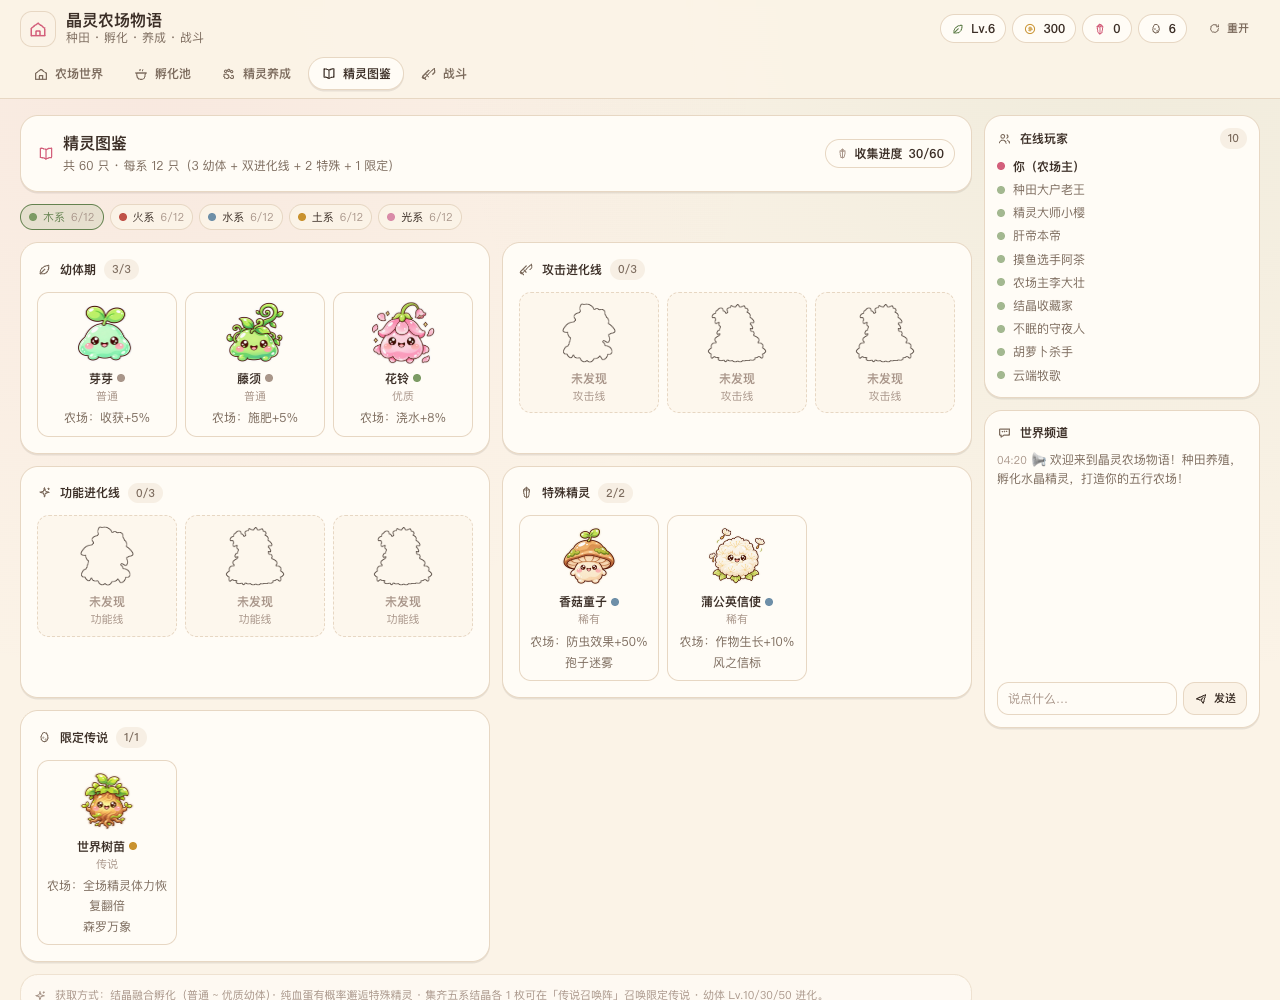 晶灵农场物语
种田 · 孵化 · 养成 · 战斗
Lv.6
300
0
6
重开
农场世界
孵化池
精灵养成
精灵图鉴
战斗
精灵图鉴
共 60 只 · 每系 12 只（3 幼体 + 双进化线 + 2 特殊 + 1 限定）
收集进度 30/60
木系 6/12
火系 6/12
水系 6/12
土系 6/12
光系 6/12
幼体期 3/3
芽芽
普通
农场：收获+5%
藤须
普通
农场：施肥+5%
花铃
优质
农场：浇水+8%
攻击进化线 0/3
未发现
攻击线
未发现
攻击线
未发现
攻击线
功能进化线 0/3
未发现
功能线
未发现
功能线
未发现
功能线
特殊精灵 2/2
香菇童子
稀有
农场：防虫效果+50%
孢子迷雾
蒲公英信使
稀有
农场：作物生长+10%
风之信标
限定传说 1/1
世界树苗
传说
农场：全场精灵体力恢
复翻倍
森罗万象
获取方式：结晶融合孵化（普通 ~ 优质幼体）· 纯血蛋有概率邂逅特殊精灵 · 集齐五系结晶各 1 枚可在「传说召唤阵」召唤限定传说 · 幼体 Lv.10/30/50 进化。
在线玩家 10
你（农场主）
种田大户老王
精灵大师小樱
肝帝本帝
摸鱼选手阿茶
农场主李大壮
结晶收藏家
不眠的守夜人
胡萝卜杀手
云端牧歌
世界频道
04:20 📢 欢迎来到晶灵农场物语！种田养殖，
孵化水晶精灵，打造你的五行农场！
说点什么...
发送